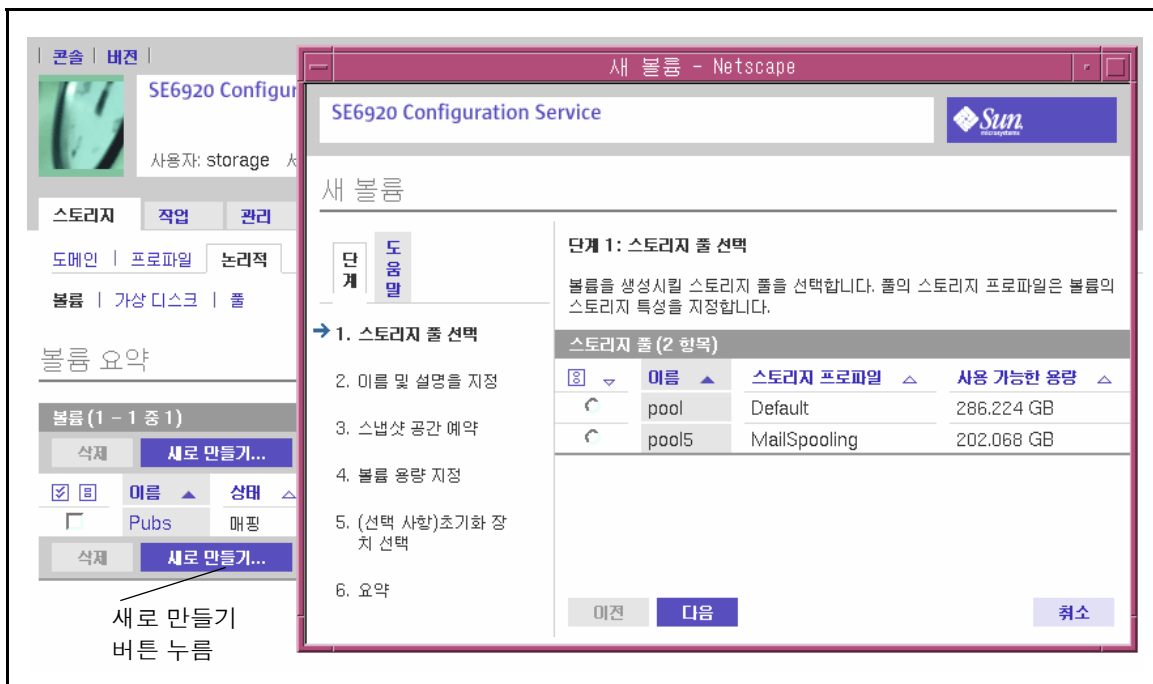 콘솔 | 버전
SE6920 Configur
사용자: storage
스토리지 작업 관리
도메인 | 프로파일 논리적
볼륨 | 가상 디스크 | 풀
볼륨 요약
볼륨 (1 - 1 중 1)
삭제 새로 만들기...
이름 상태
Pubs 매핑
삭제 새로 만들기...
새로 만들기
버튼 누름
새 볼륨 - Netscape
SE6920 Configuration Service
Sun
microsystems
새 볼륨
단계
도움말
1. 스토리지 풀 선택
2. 이름 및 설명을 지정
3. 스냅샷 공간 예약
4. 볼륨 용량 지정
5. (선택 사항)초기화 장
치 선택
6. 요약
단계 1: 스토리지 풀 선택
볼륨을 생성시킬 스토리지 풀을 선택합니다. 풀의 스토리지 프로파일은 볼륨의
스토리지 특성을 지정합니다.
스토리지 풀 (2 항목)
이름 스토리지 프로파일 사용 가능한 용량
pool Default 286.224 GB
pool5 MailSpooling 202.068 GB
이전 다음 취소